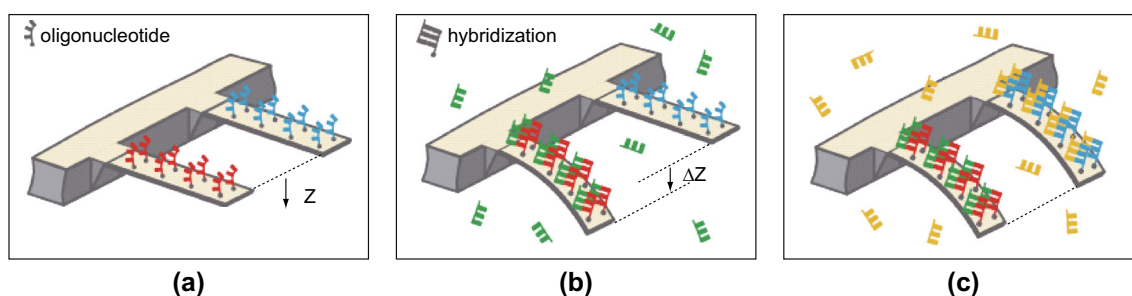 oligonucleotide
Z
(a)
hybridization
ΔZ
(b)
(c)